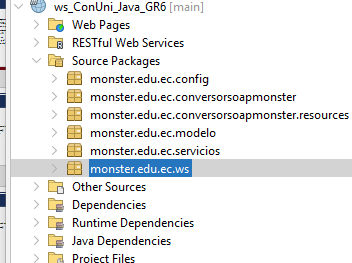 ws_ConUni_Java_GR6 [main]
Web Pages
RESTful Web Services
Source Packages
monster.edu.ec.config
monster.edu.ec.conversorsoapmonster
monster.edu.ec.conversorsoapmonster.resources
monster.edu.ec.modelo
monster.edu.ec.servicios
monster.edu.ec.ws
Other Sources
Dependencies
Runtime Dependencies
Java Dependencies
Project Files